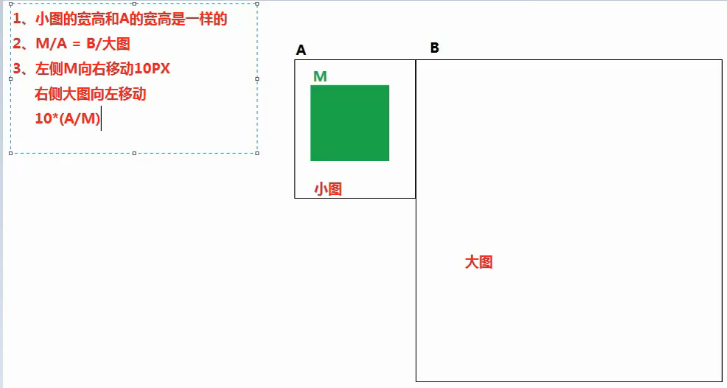 1、小图的宽高和A的宽高是一样的
2、M/A = B/大图
3、左侧M向右移动10PX
右侧大图向左移动
10*(A/M)
A
B
M
小图
大图